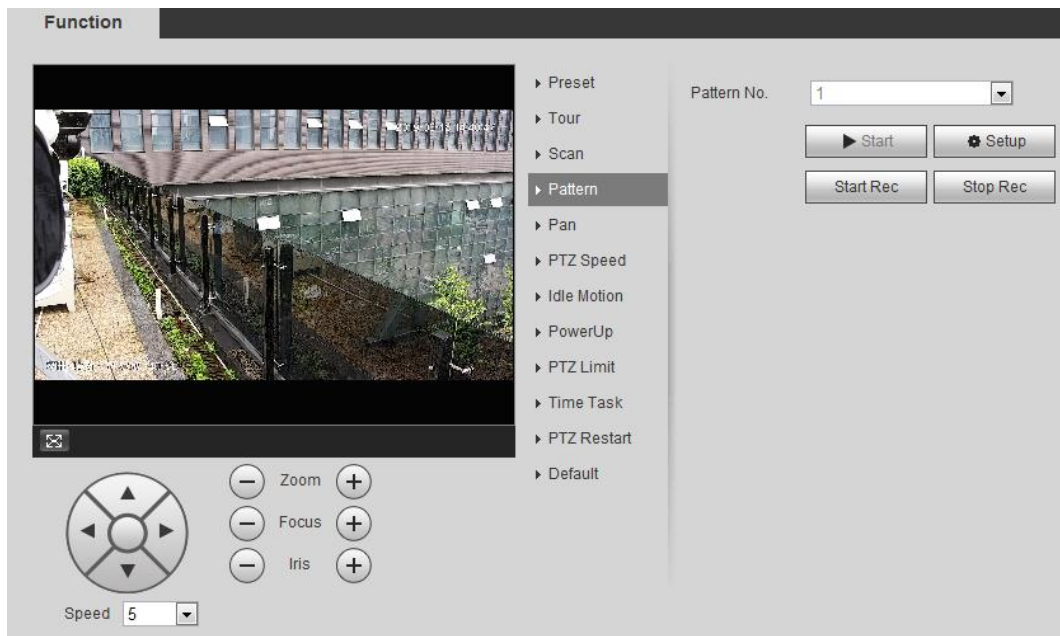 Function
Preset
Tour
Scan
Pattern
Pan
PTZ Speed
Idle Motion
PowerUp
PTZ Limit
Time Task
PTZ Restart
Default
Pattern No. 1
Start Setup
Start Rec Stop Rec
Zoom
Focus
Iris
Speed 5